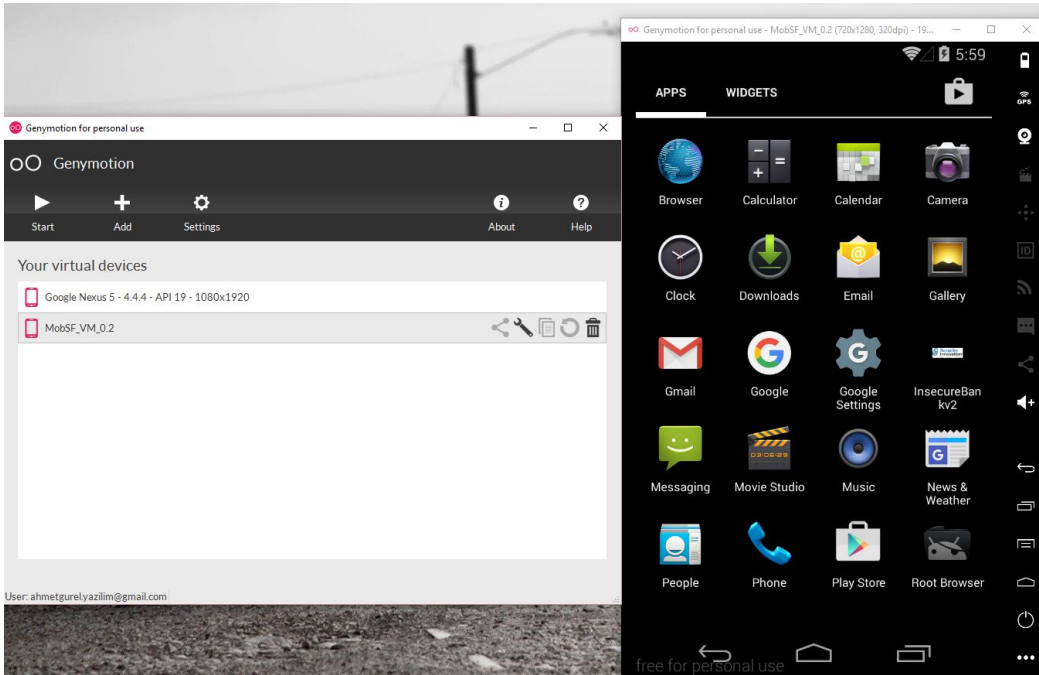 Genymotion for personal use - MobSF_VM_0.2 (720x1280, 320dpi) - 19...
5:59
GPS
APPS WIDGETS
Genymotion for personal use
Genymotion
Start Add Settings About Help
Your virtual devices
Google Nexus 5 - 4.4.4 - API 19 - 1080x1920
MobSF_VM_0.2
User: ahmetgurel.yazilim@gmail.com
Browser Calculator Calendar Camera
Clock Downloads Email Gallery
Gmail Google Google Settings InsecureBankv2
Security Innovation
ID
Messaging Movie Studio Music News & Weather
People Phone Play Store Root Browser
free for personal use